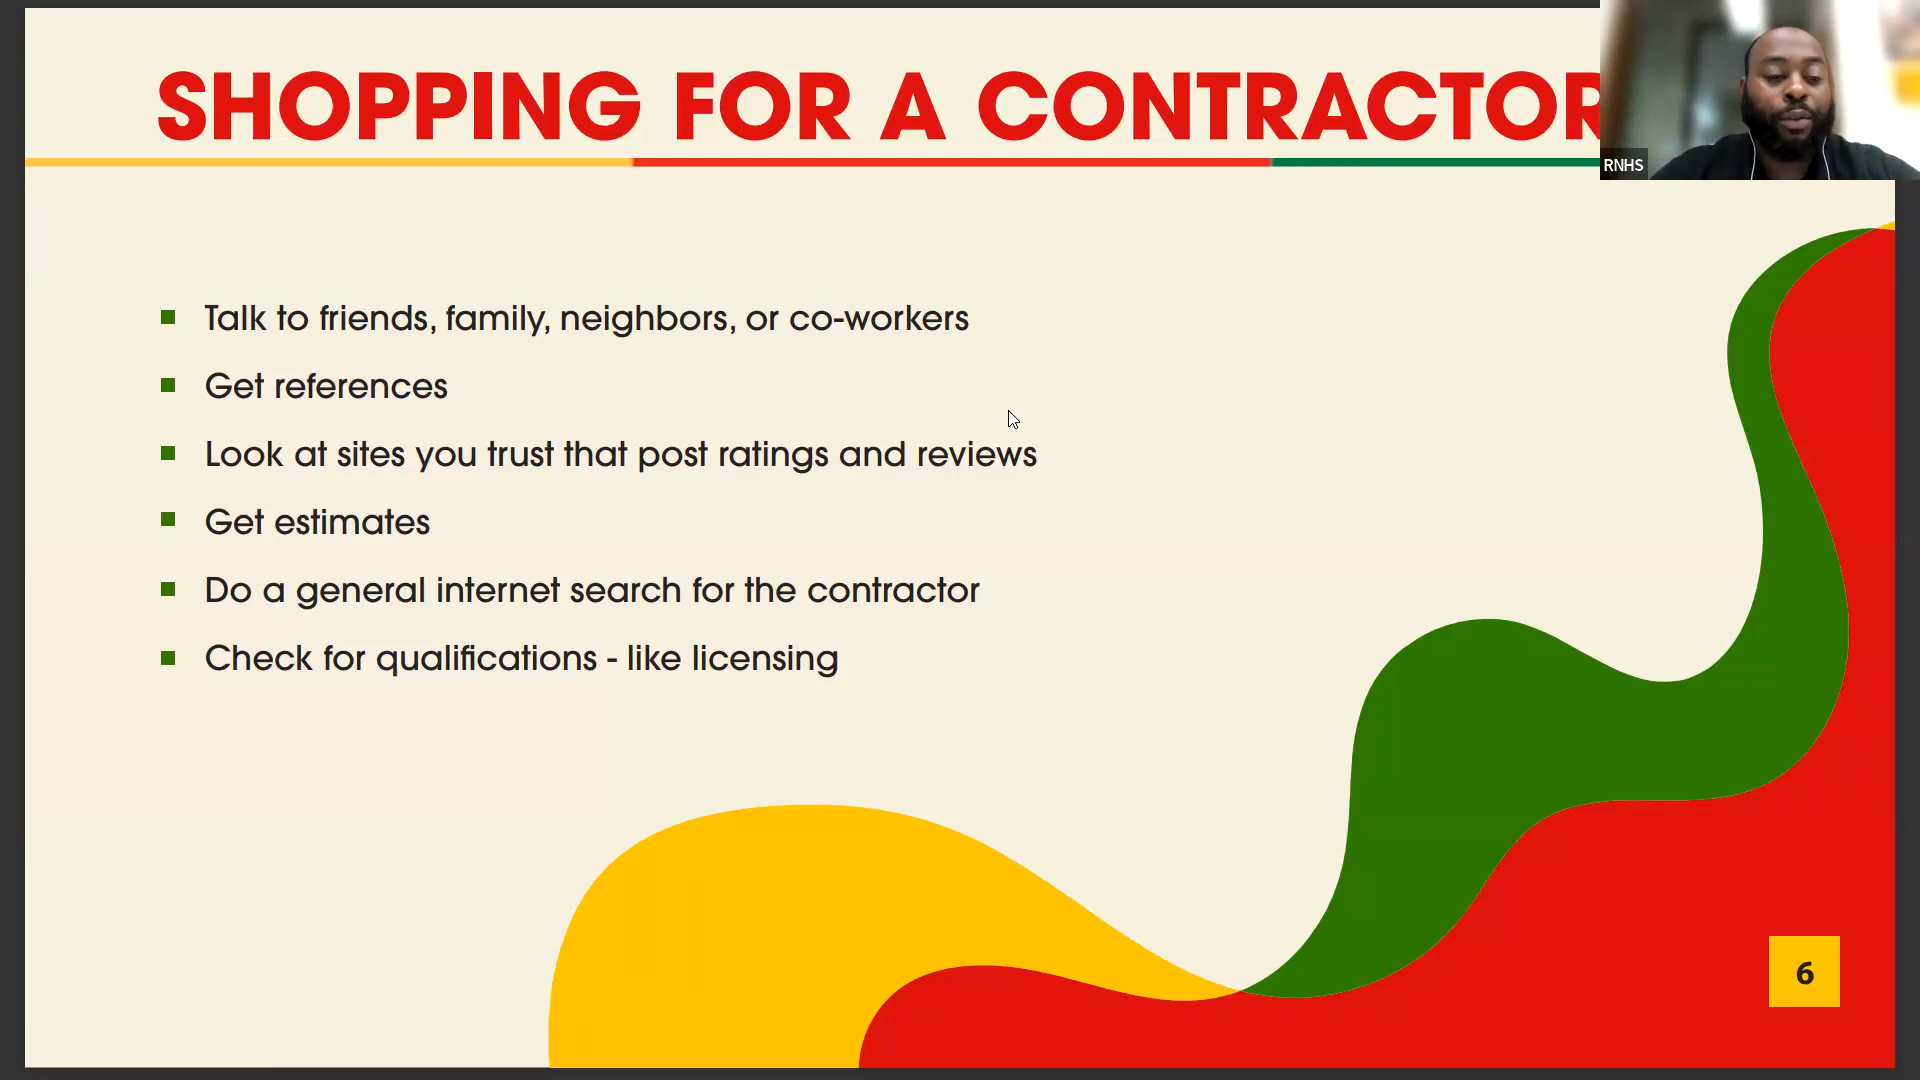 SHOPPING FOR A CONTRACTOR
RNHS
Talk to friends, family, neighbors, or co-workers
Get references
Look at sites you trust that post ratings and reviews
Get estimates
Do a general internet search for the contractor
Check for qualifications - like licensing
6